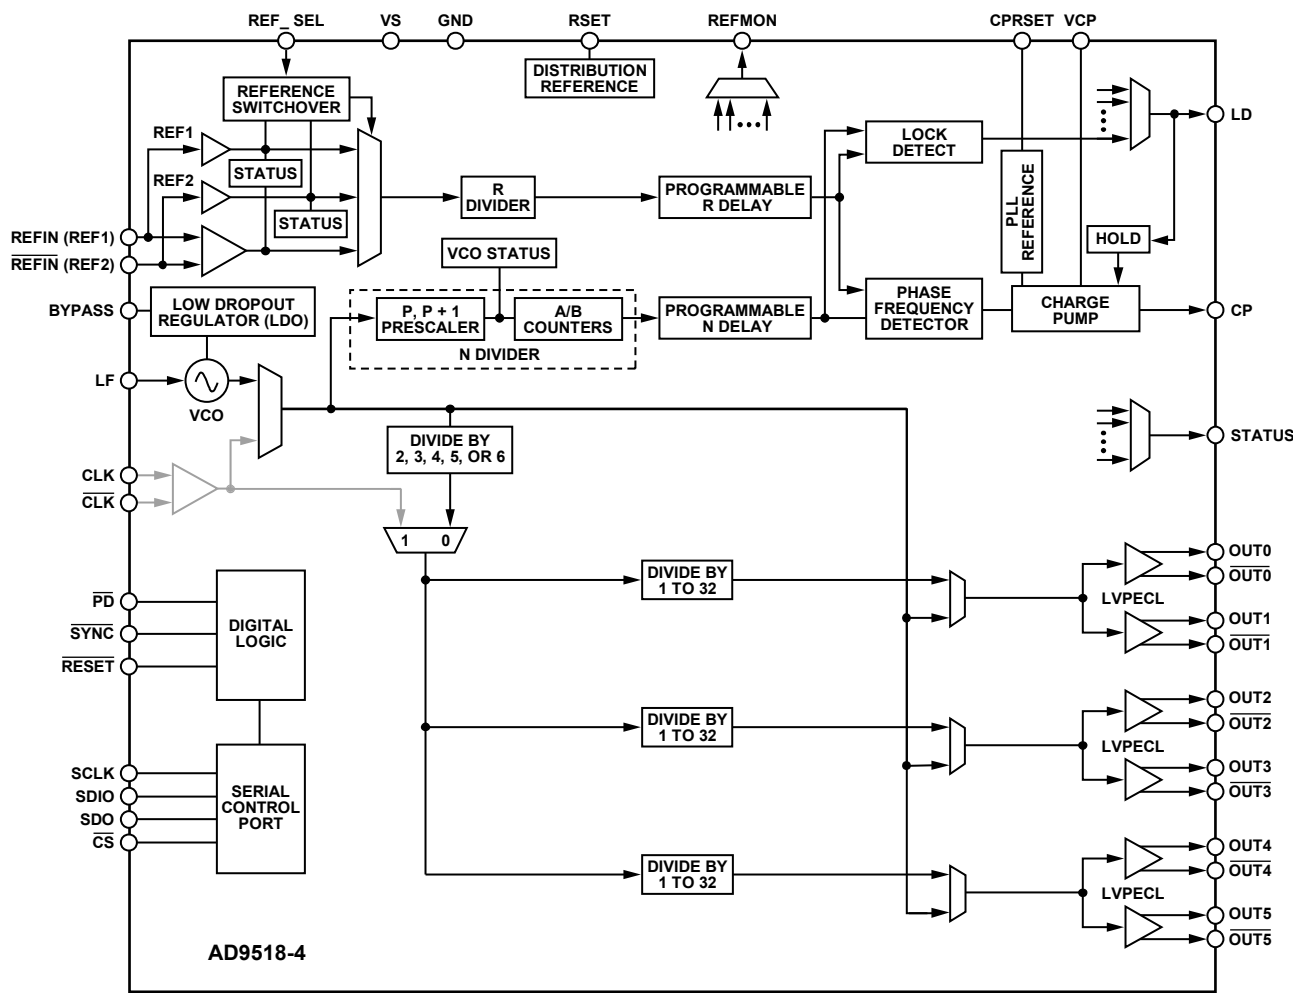 REF_ SEL
VS
GND
RSET
REFMON
CPRSET
VCP
DISTRIBUTION
REFERENCE
REFERENCE
SWITCHOVER
REF1
STATUS
REF2
STATUS
REFIN (REF1)
REFIN (REF2)
BYPASS
LOW DROPOUT
REGULATOR (LDO)
R
DIVIDER
PROGRAMMABLE
R DELAY
LOCK
DETECT
LD
PLL
REFERENCE
HOLD
VCO STATUS
P, P + 1
PRESCALER
A/B
COUNTERS
N DIVIDER
PROGRAMMABLE
N DELAY
PHASE
FREQUENCY
DETECTOR
CHARGE
PUMP
CP
LF
VCO
DIVIDE BY
2, 3, 4, 5, OR 6
STATUS
CLK
CLK
1 0
PD
SYNC
RESET
DIGITAL
LOGIC
SCLK
SDIO
SDO
CS
SERIAL
CONTROL
PORT
DIVIDE BY
1 TO 32
LVPECL
OUT0
OUT0
OUT1
OUT1
DIVIDE BY
1 TO 32
LVPECL
OUT2
OUT2
OUT3
OUT3
DIVIDE BY
1 TO 32
LVPECL
OUT4
OUT4
OUT5
OUT5
AD9518-4